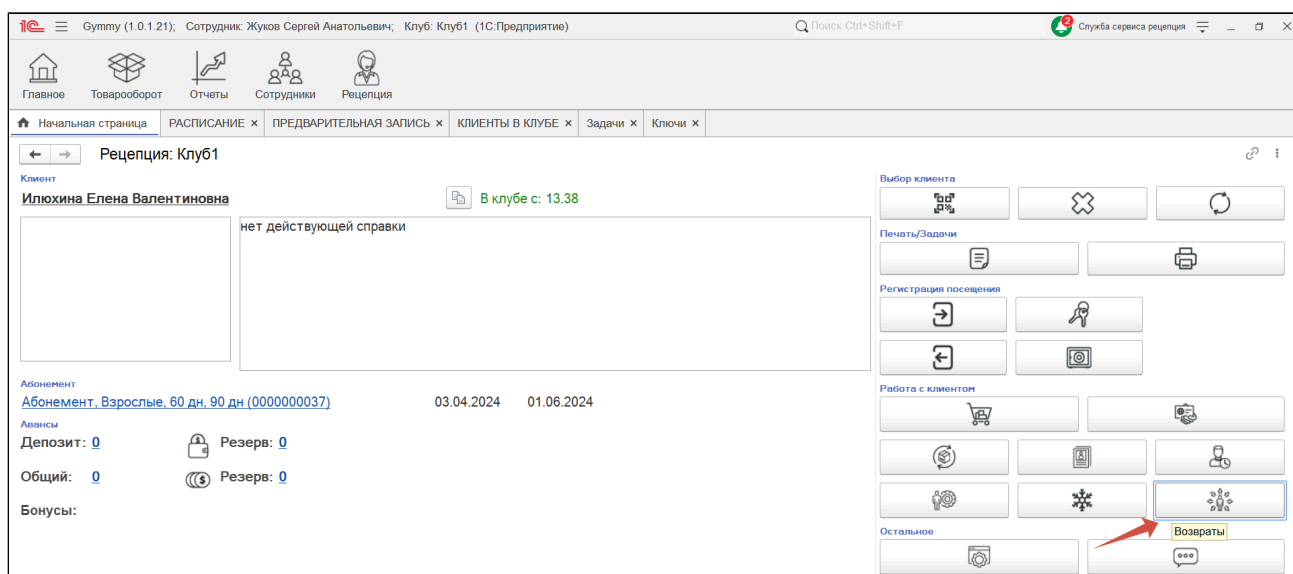 Gymmy (1.0.1.21); Сотрудник: Жуков Сергей Анатольевич; Клуб: Клуб1 (1С:Предприятие)
Поиск Ctrl+Shift+F
2
Служба сервиса рецепция
Главное
Товарооборот
Отчеты
Сотрудники
Рецепция
Начальная страница
РАСПИСАНИЕ ×
ПРЕДВАРИТЕЛЬНАЯ ЗАПИСЬ ×
КЛИЕНТЫ В КЛУБЕ ×
Задачи ×
Ключи ×
Рецепция: Клуб1
Клиент
Илюхина Елена Валентиновна
В клубе с: 13.38
нет действующей справки
Абонемент
Абонемент, Взрослые, 60 дн, 90 дн (0000000037)
03.04.2024
01.06.2024
Авансы
Депозит: 0
Резерв: 0
Общий: 0
Резерв: 0
Бонусы:
Выбор клиента
Печать/Задачи
Регистрация посещения
Работа с клиентом
Возвраты
Остальное